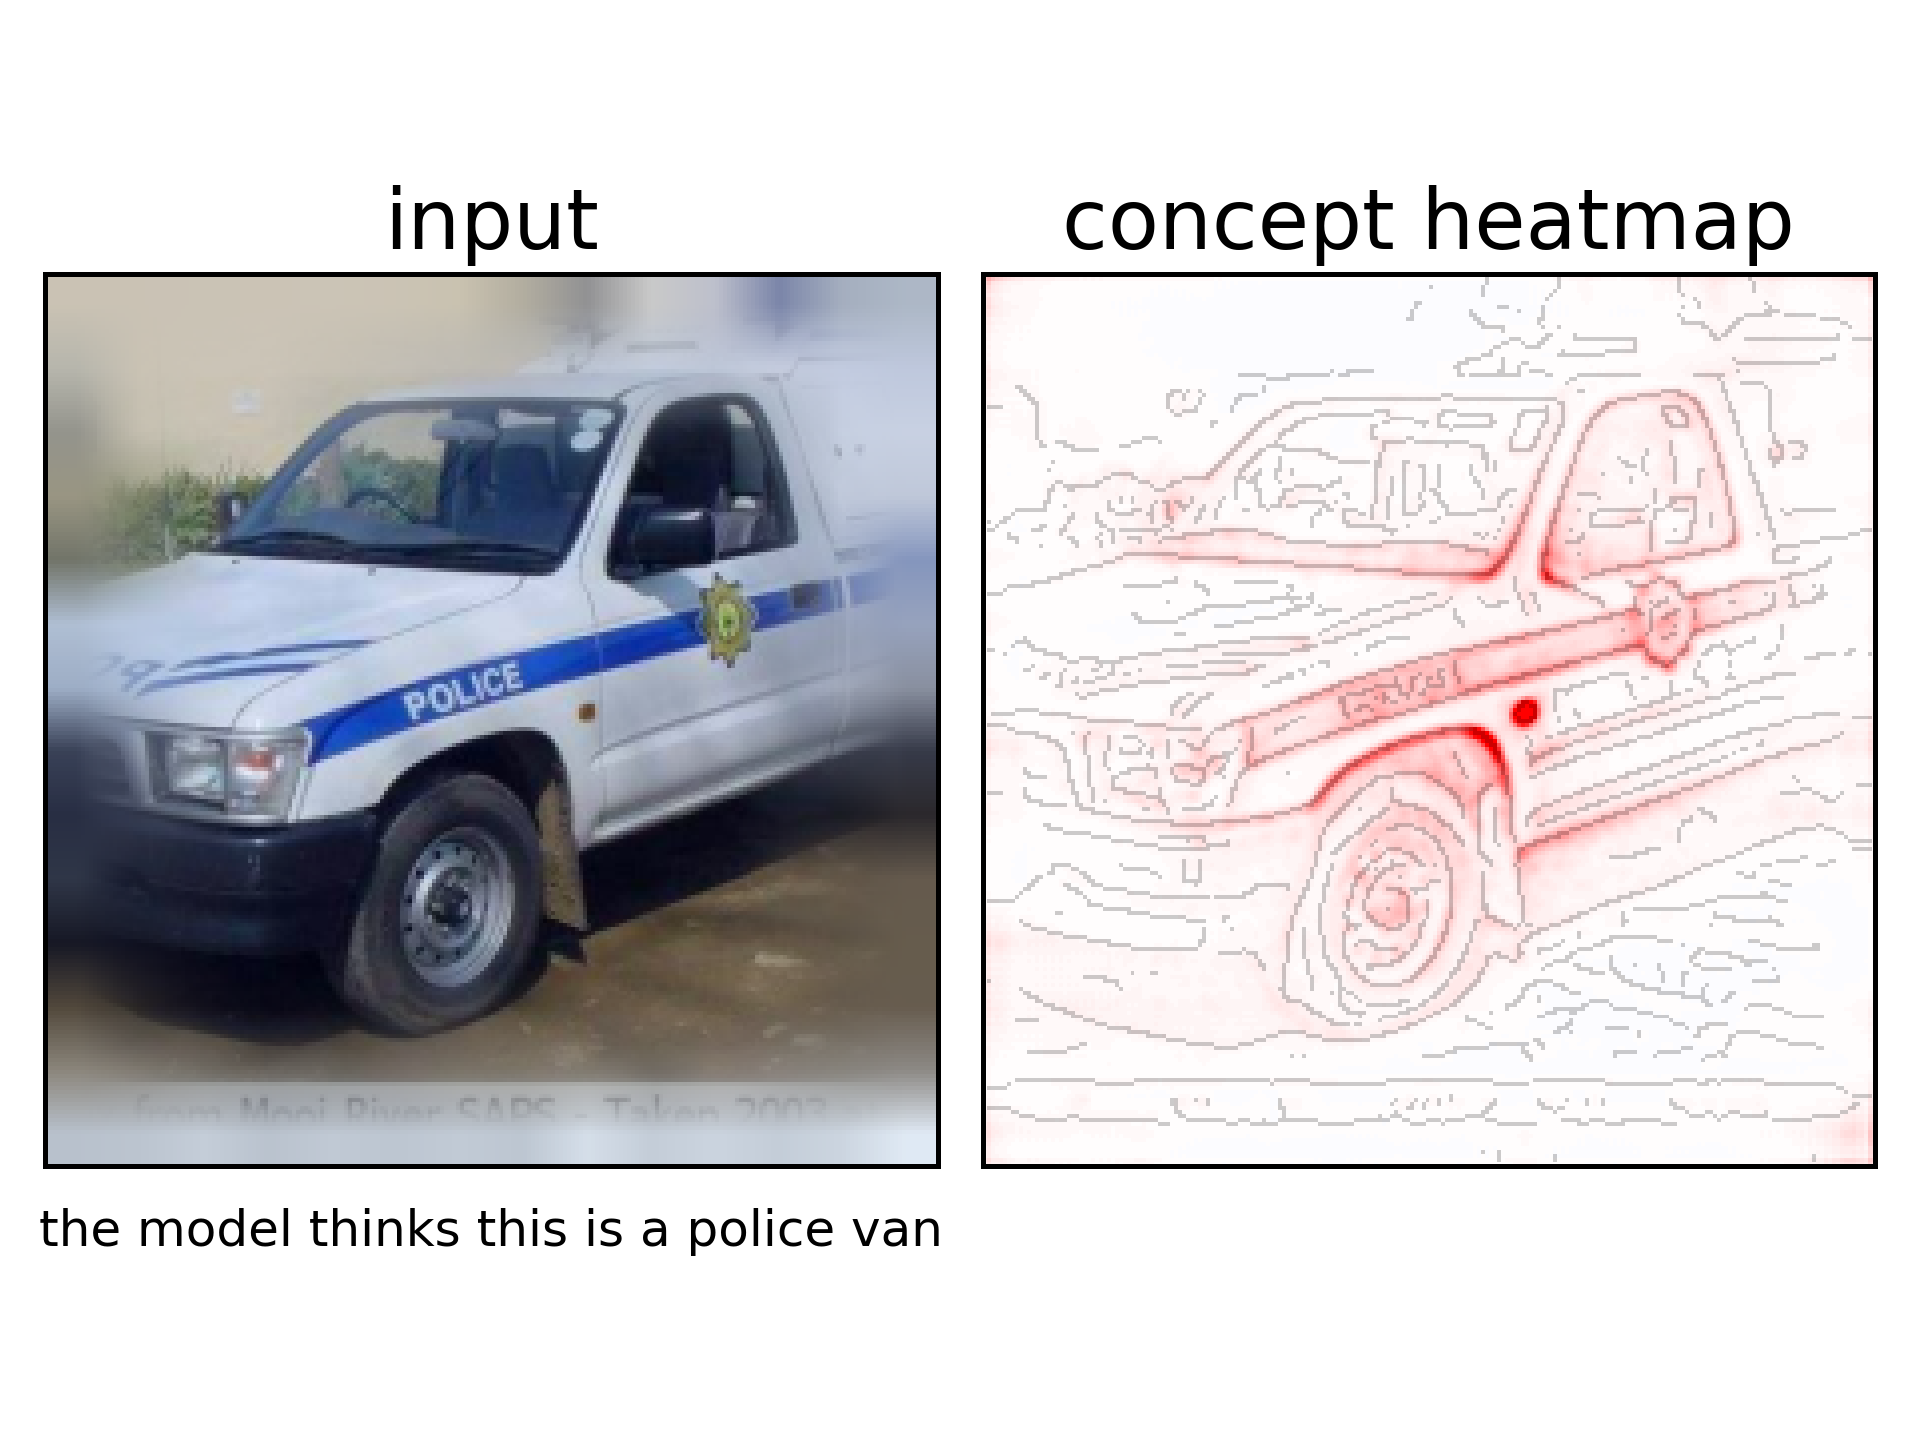 input
concept heatmap
POLICE
from Mooi River SAPS - Taken 2003
the model thinks this is a police van